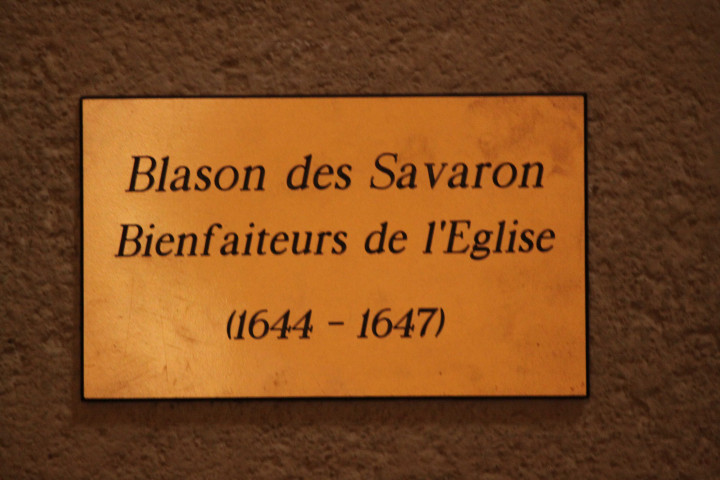 Blason des Savaron
Bienfaiteurs de l'Eglise
(1644 - 1647)